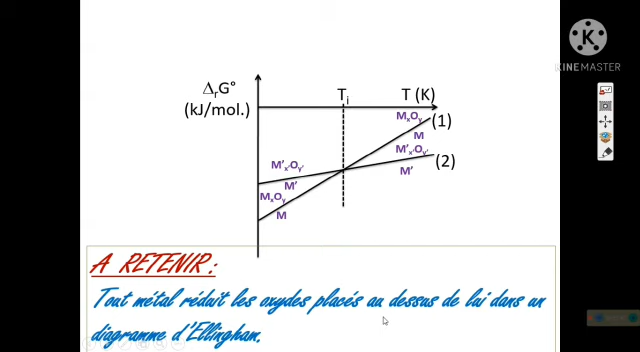 K
KINEMASTER
ΔrG°
(kJ/mol.)
Ti
T (K)
MxOy
(1)
M
M'x'Oy'
(2)
M'
M'x'Oy'
M'
MxOy
M
A RETENIR:
Tout métal réduit les oxydes placés au dessus de lui dans un
diagramme d'Ellingham.